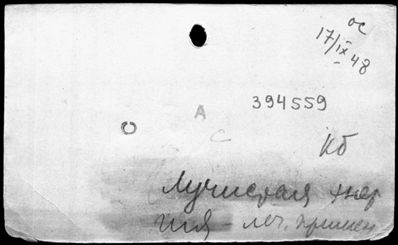 ос
17/IX 48
394559
А
С
Кб
Лучистая энер
гия - леч. примен